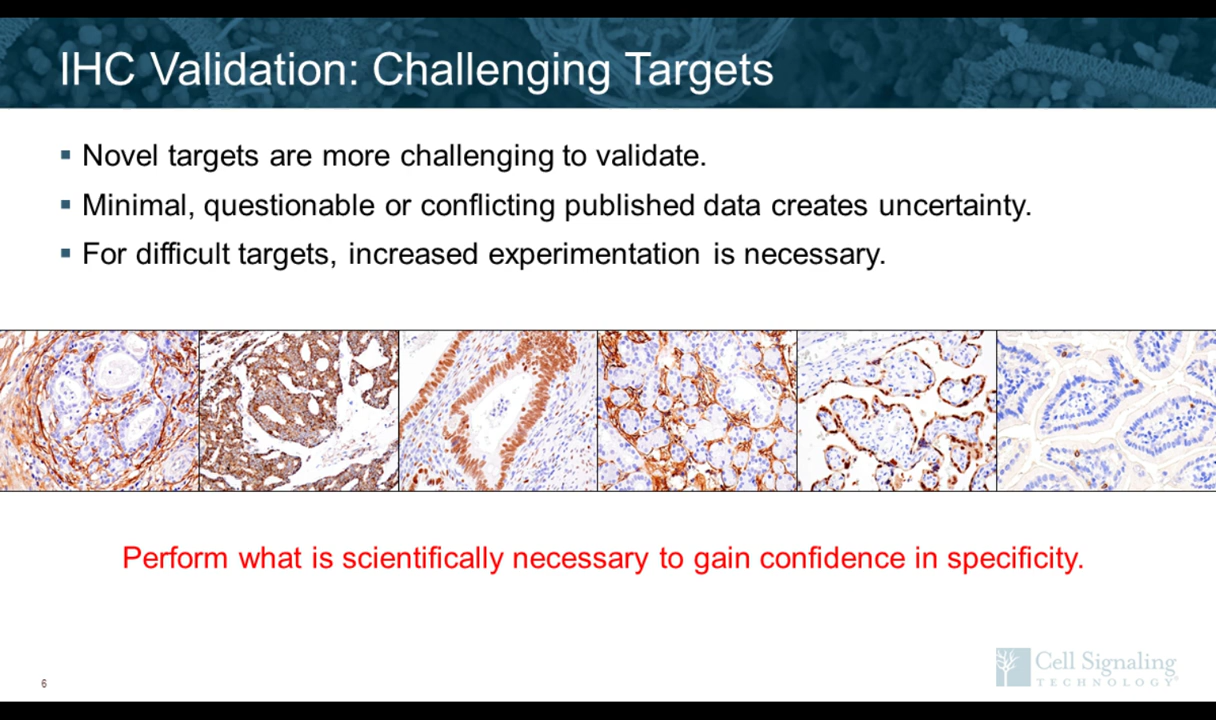 IHC Validation: Challenging Targets
▪ Novel targets are more challenging to validate.
▪ Minimal, questionable or conflicting published data creates uncertainty.
▪ For difficult targets, increased experimentation is necessary.
Perform what is scientifically necessary to gain confidence in specificity.
6
Cell Signaling
TECHNOLOGY®